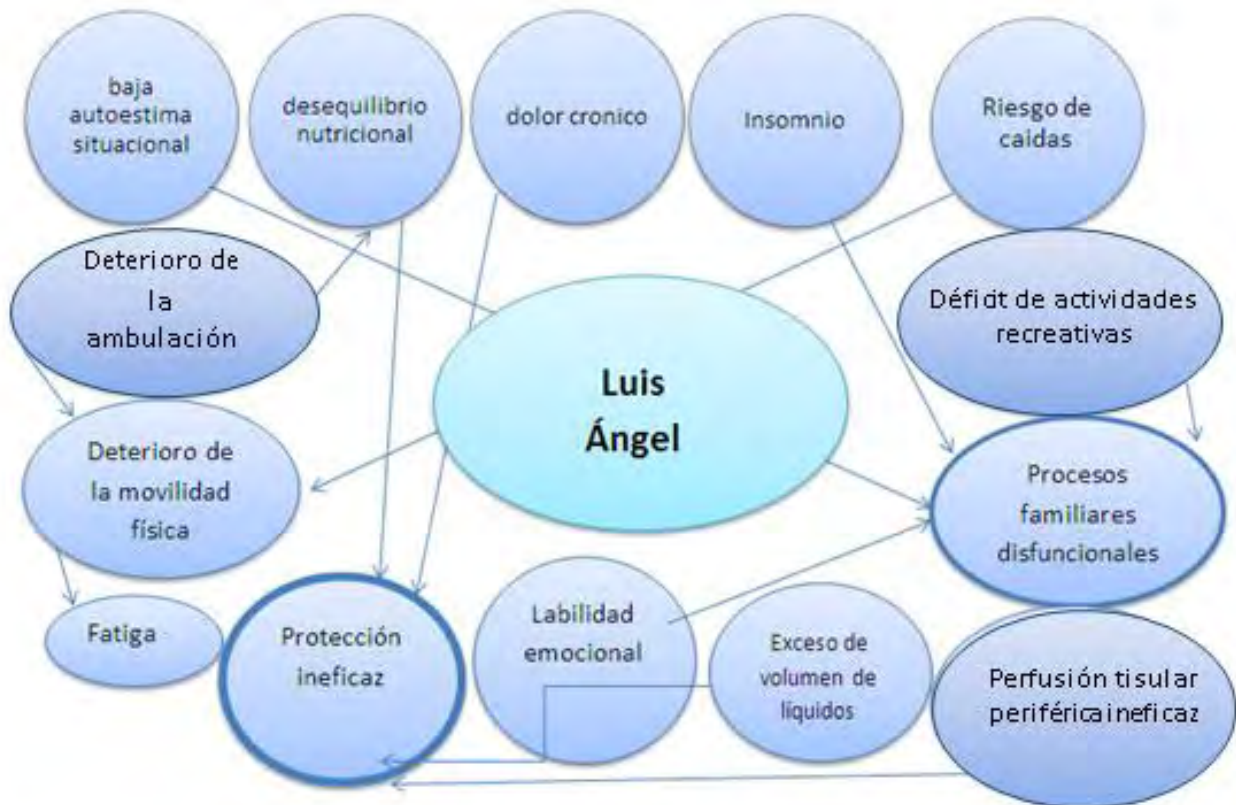 baja
autoestima
situacional
desequilibrio
nutricional
dolor cronico
Insomnio
Riesgo de
caidas
Deterioro de
la
ambulación
Déficit de actividades
recreativas
Luis
Ángel
Deterioro de
la movilidad
física
Procesos
familiares
disfuncionales
Fatiga
Protección
ineficaz
Labilidad
emocional
Exceso de
volumen de
líquidos
Perfusión tisular
periférica ineficaz